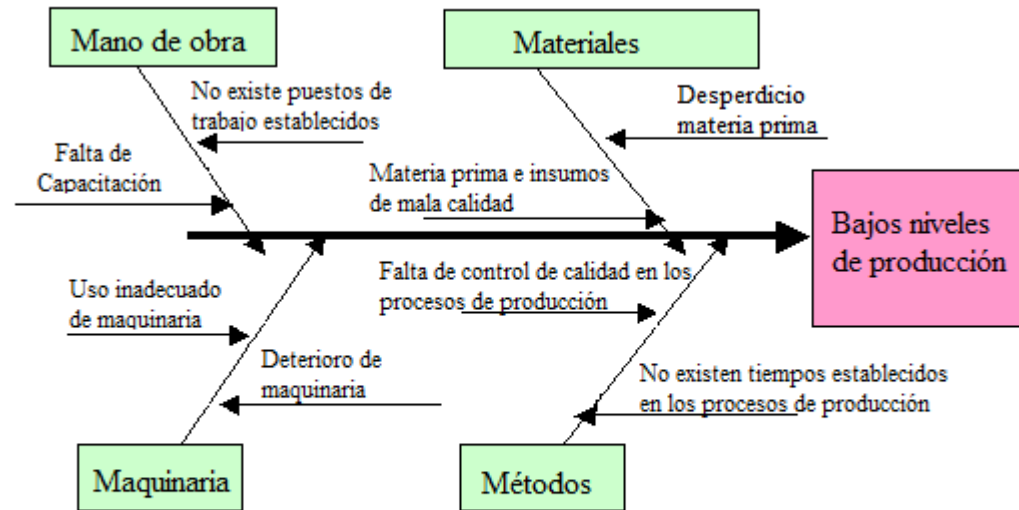 Mano de obra
Materiales
No existe puestos de
trabajo establecidos
Desperdicio
materia prima
Falta de
Capacitación
Materia prima e insumos
de mala calidad
Bajos niveles
de producción
Uso inadecuado
de maquinaria
Falta de control de calidad en los
procesos de producción
Deterioro de
maquinaria
No existen tiempos establecidos
en los procesos de producción
Maquinaria
Métodos